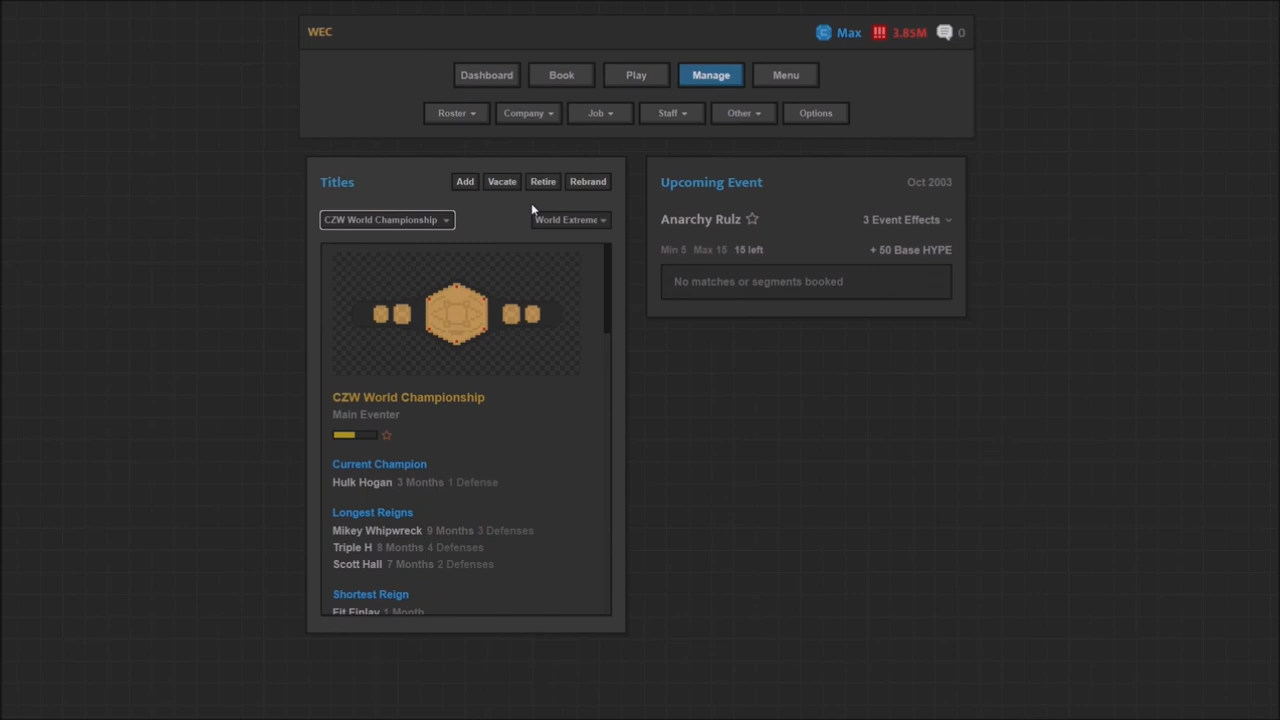 WEC
Max 3.85M 0
Dashboard Book Play Manage Menu
Roster Company Job Staff Other Options
Titles Add Vacate Retire Rebrand
CZW World Championship World Extreme
CZW World Championship
Main Eventer
Current Champion
Hulk Hogan 3 Months 1 Defense
Longest Reigns
Mikey Whipwreck 9 Months 3 Defenses
Triple H 8 Months 4 Defenses
Scott Hall 7 Months 2 Defenses
Shortest Reign
Fit Finlay 1 Month
Upcoming Event Oct 2003
Anarchy Rulz 3 Event Effects
Min 5 Max 15 15 left + 50 Base HYPE
No matches or segments booked